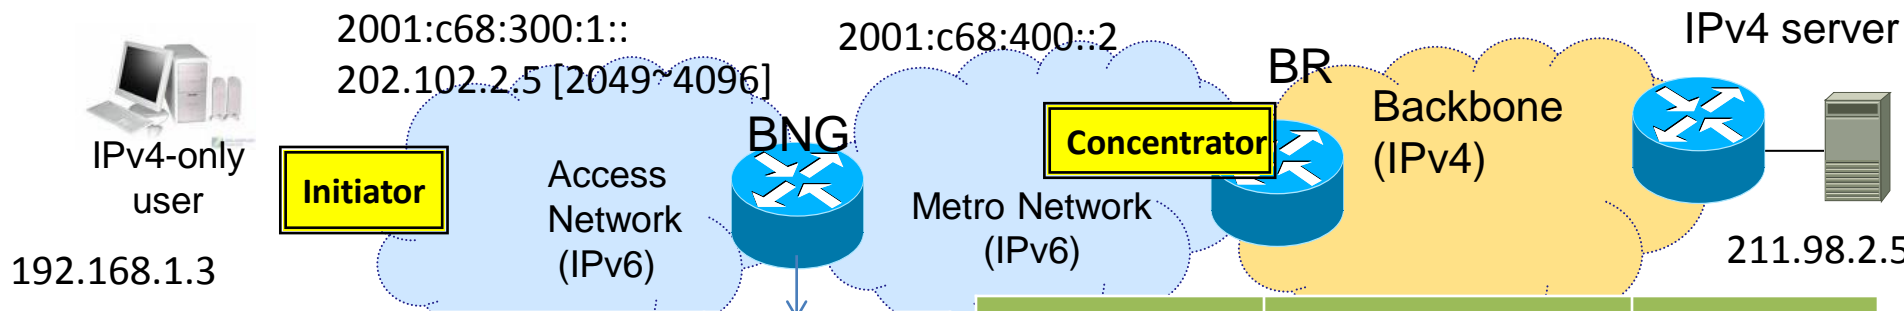 2001:c68:300:1::
202.102.2.5 [2049~4096]
2001:c68:400::2
IPv4 server
BR
Backbone
(IPv4)
BNG
Concentrator
IPv4-only
user
Initiator
Access
Network
(IPv6)
Metro Network
(IPv6)
192.168.1.3
211.98.2.5